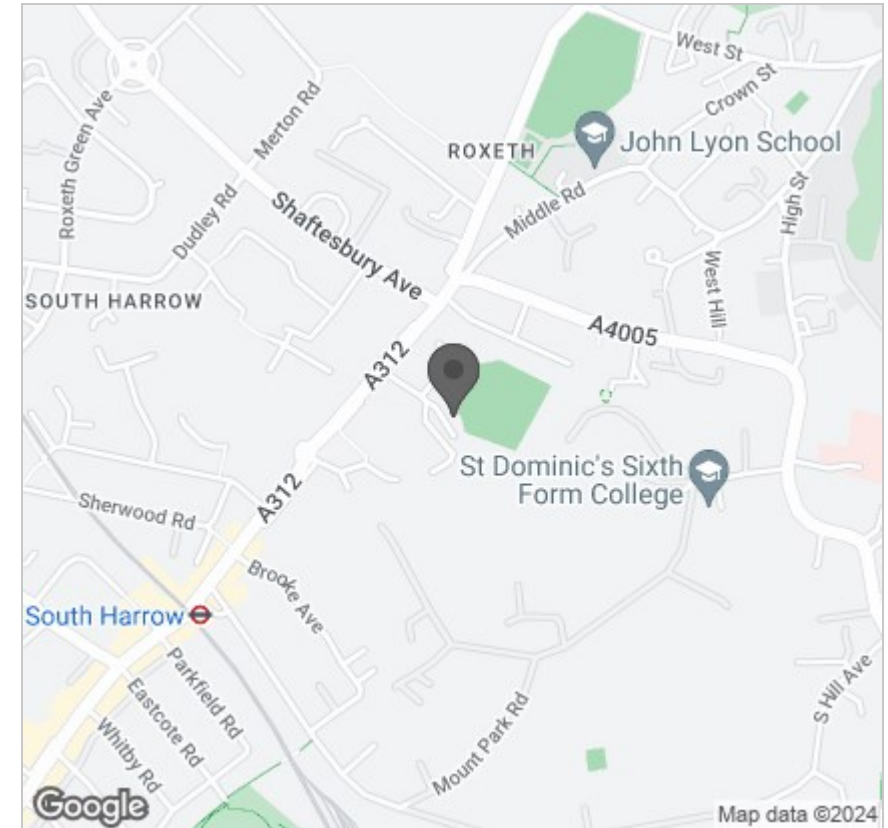 West St
Crown St
Roxeth Green Ave
Merton Rd
ROXETH
John Lyon School
Middle Rd
High St
Dudley Rd
Shaftesbury Ave
West Hill
SOUTH HARROW
A4005
A312
St Dominic's Sixth
Form College
A312
Sherwood Rd
Brooke Ave
South Harrow
Parkfield Rd
Eastcote Rd
Whitby Rd
Mount Park Rd
S Hill Ave
Google
Map data ©2024